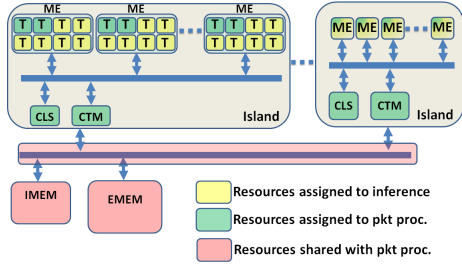 ME ME ME
T T T T T T T T T T T T
T T T T T T T T T T T T
ME ME ME ME
CLS CTM Island
CLS CTM Island
IMEM EMEM
Resources assigned to inference
Resources assigned to pkt proc.
Resources shared with pkt proc.